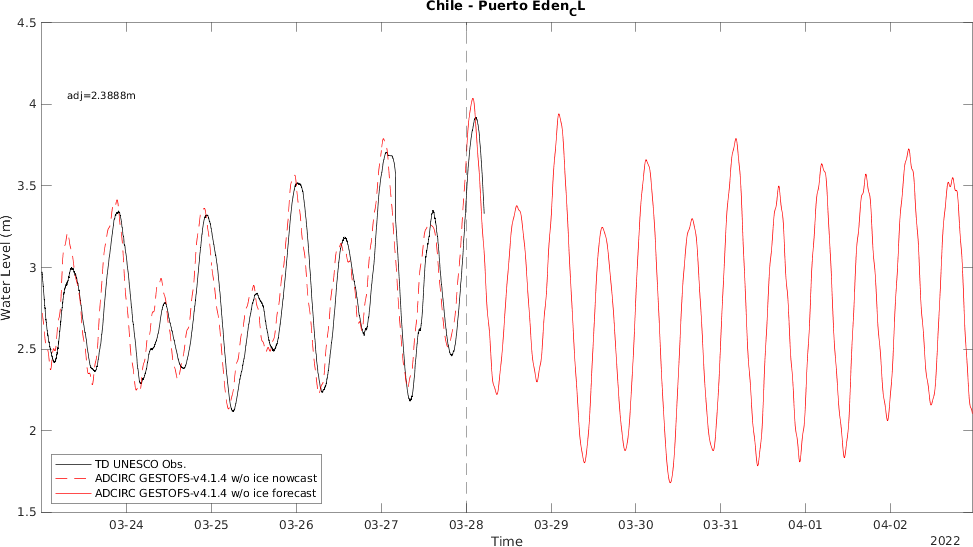 Chile - Puerto Eden_CL
4.5
4
3.5
3
2.5
2
1.5
Water Level (m)
adj=2.3888m
TD UNESCO Obs.
ADCIRC GESTOFS-v4.1.4 w/o ice nowcast
ADCIRC GESTOFS-v4.1.4 w/o ice forecast
03-24 03-25 03-26 03-27 03-28 03-29 03-30 03-31 04-01 04-02
Time
2022